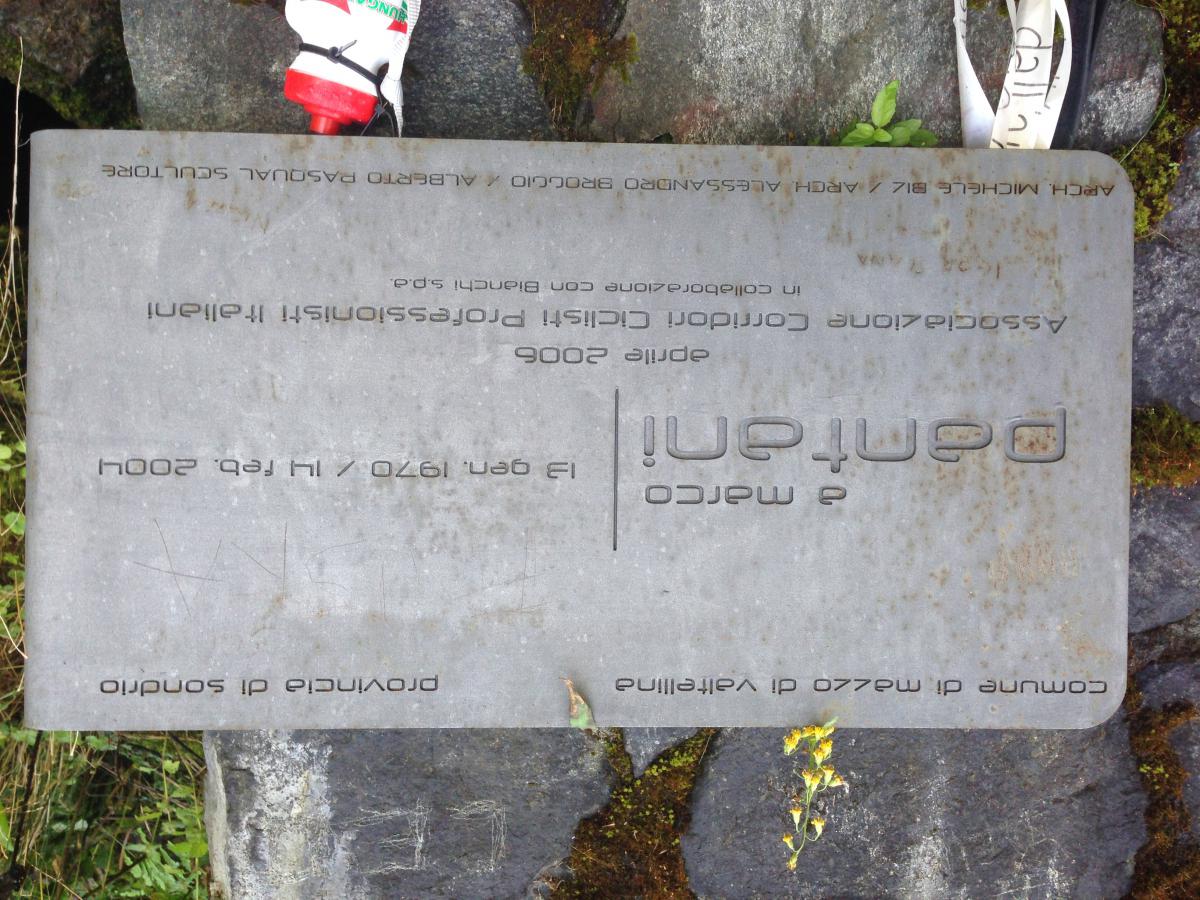 comune di mazzo di valtellina
provincia di sondrio
a marco
pantani
13 gen. 1970 / 14 feb. 2004
aprile 2006
Associazione Corridori Ciclisti Professionisti Italiani
in collaborazione con Bianchi s.p.a.
ARCH. MICHELE BIZ / ARCH. ALESSANDRO BROGGIO / ALBERTO PASQUAL SCULTORE
dall'